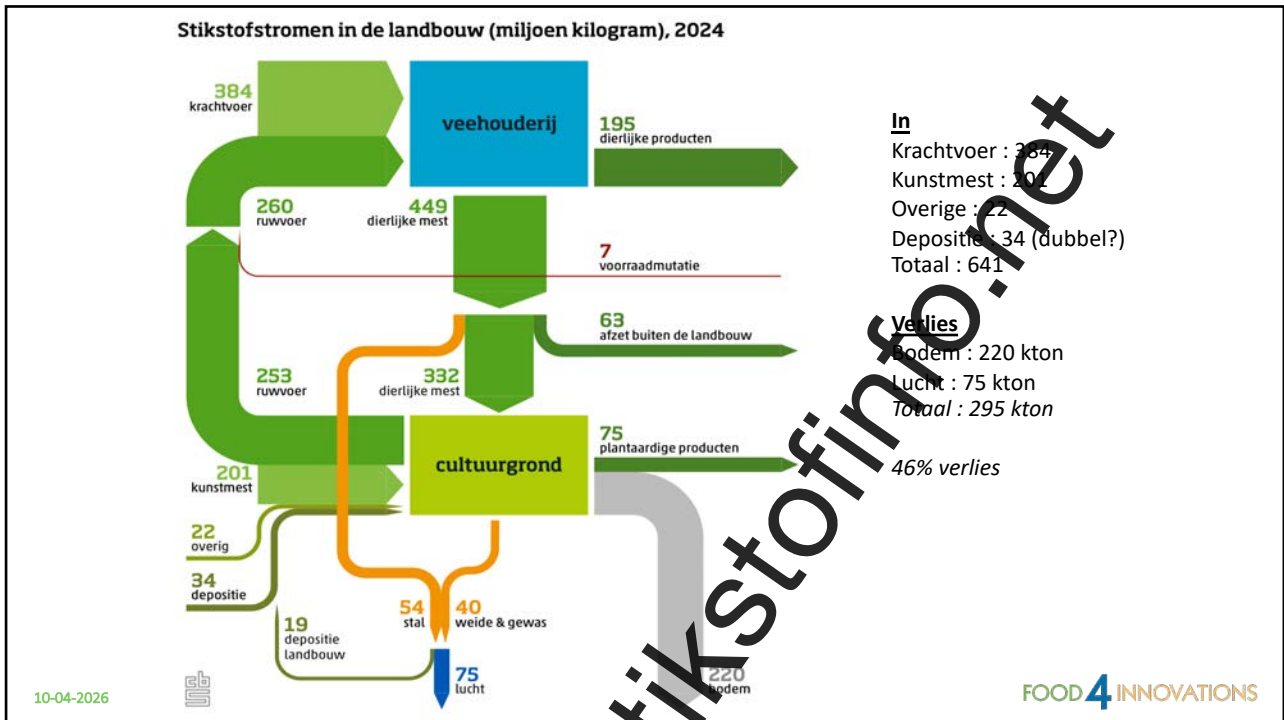 Stikstofstromen in de landbouw (miljoen kilogram), 2024
384
krachtvoer
veehouderij
195
dierlijke producten
260
ruwvoer
449
dierlijke mest
7
voorraadmutatie
63
afzet buiten de landbouw
253
ruwvoer
332
dierlijke mest
75
plantaardige producten
cultuurgrond
201
kunstmest
22
overig
34
depositie
19
depositie
landbouw
54
stal
40
weide & gewas
75
lucht
220
bodem
In
Krachtvoer : 384
Kunstmest : 201
Overige : 22
Depositie : 34 (dubbel?)
Totaal : 641
Verlies
Bodem : 220 kton
Lucht : 75 kton
Totaal : 295 kton
46% verlies
stikstofinfo.net
10-04-2026
cbs
FOOD 4 INNOVATIONS